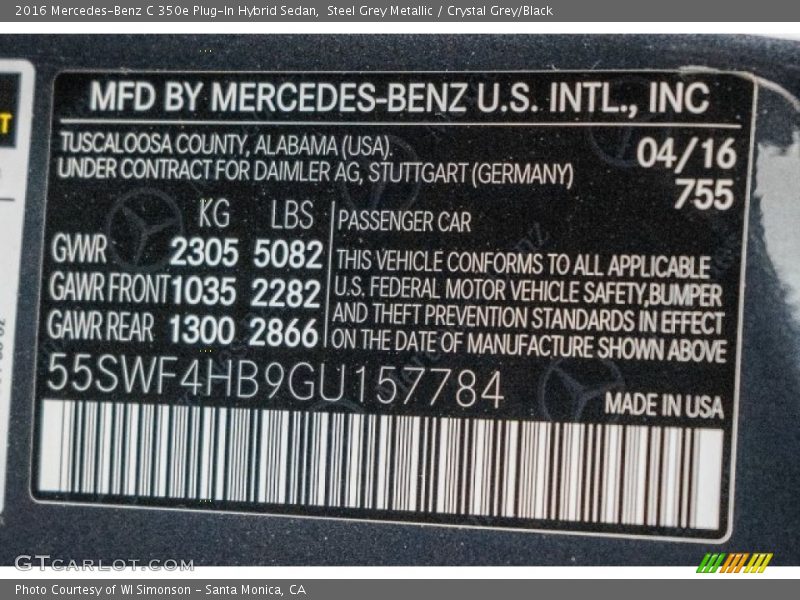 2016 Mercedes-Benz C 350e Plug-In Hybrid Sedan,  Steel Grey Metallic / Crystal Grey/Black
MFD BY MERCEDES-BENZ U.S. INTL., INC
TUSCALOOSA COUNTY, ALABAMA (USA).
UNDER CONTRACT FOR DAIMLER AG, STUTTGART (GERMANY)
04/16
755
KG LBS
GWR 2305 5082
GAWR FRONT 1035 2282
GAWR REAR 1300 2866
PASSENGER CAR
THIS VEHICLE CONFORMS TO ALL APPLICABLE
U.S. FEDERAL MOTOR VEHICLE SAFETY, BUMPER
AND THEFT PREVENTION STANDARDS IN EFFECT
ON THE DATE OF MANUFACTURE SHOWN ABOVE
55SWF4HB9GU157784
MADE IN USA
GTcarlot.com
Photo Courtesy of WI Simonson - Santa Monica, CA